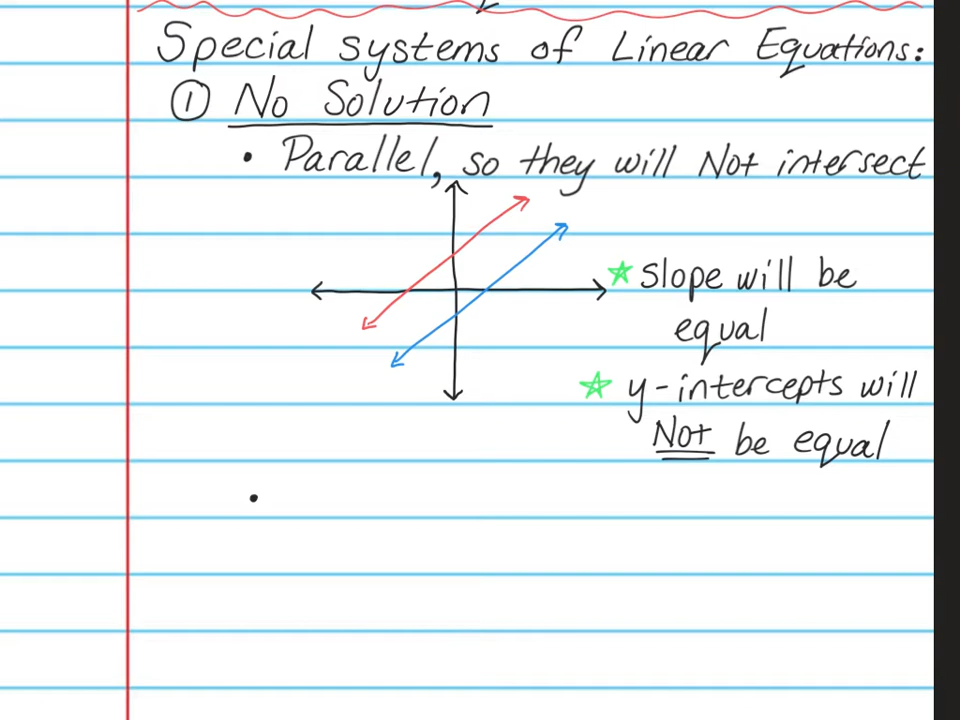 Special systems of Linear Equations:
① No Solution
• Parallel, so they will Not intersect
☆ slope will be
equal
☆ y-intercepts will
Not be equal
•